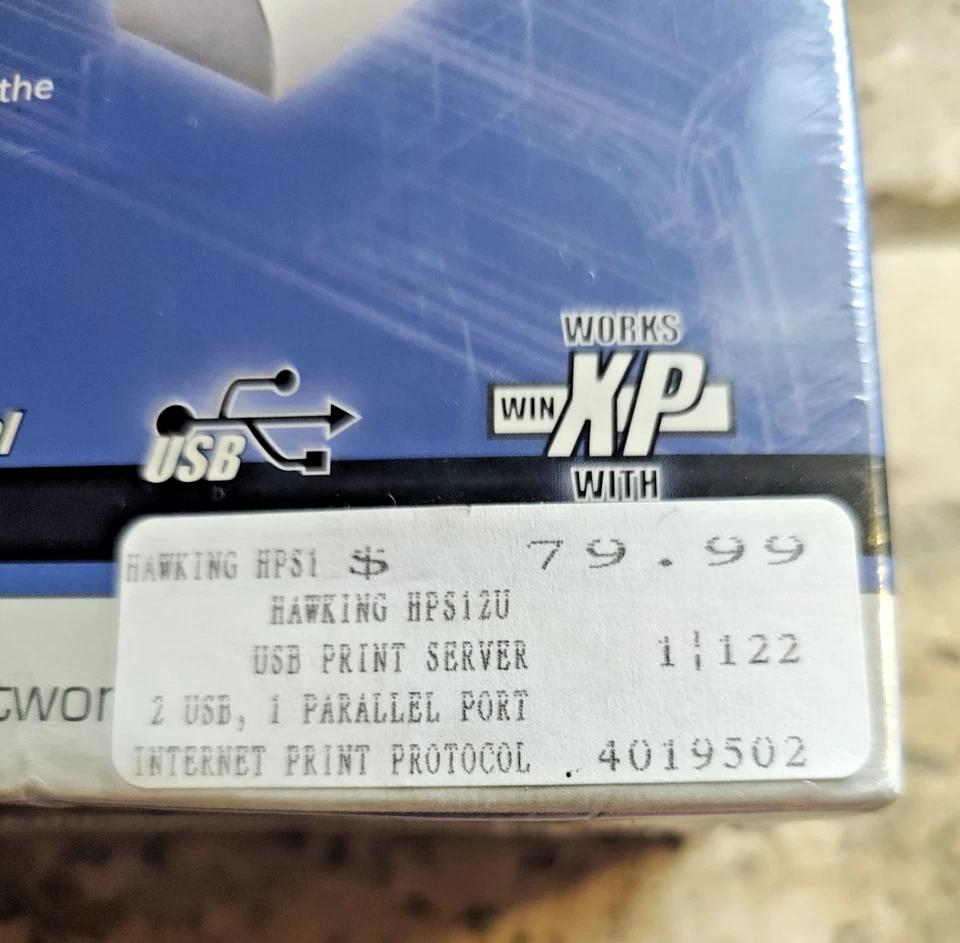 the
WORKS
WIN XP
WITH
USB
HAWKING HPS1 $ 79.99
HAWKING HPS12U
USB PRINT SERVER 1¦122
2 USB, 1 PARALLEL PORT
INTERNET PRINT PROTOCOL 4019502